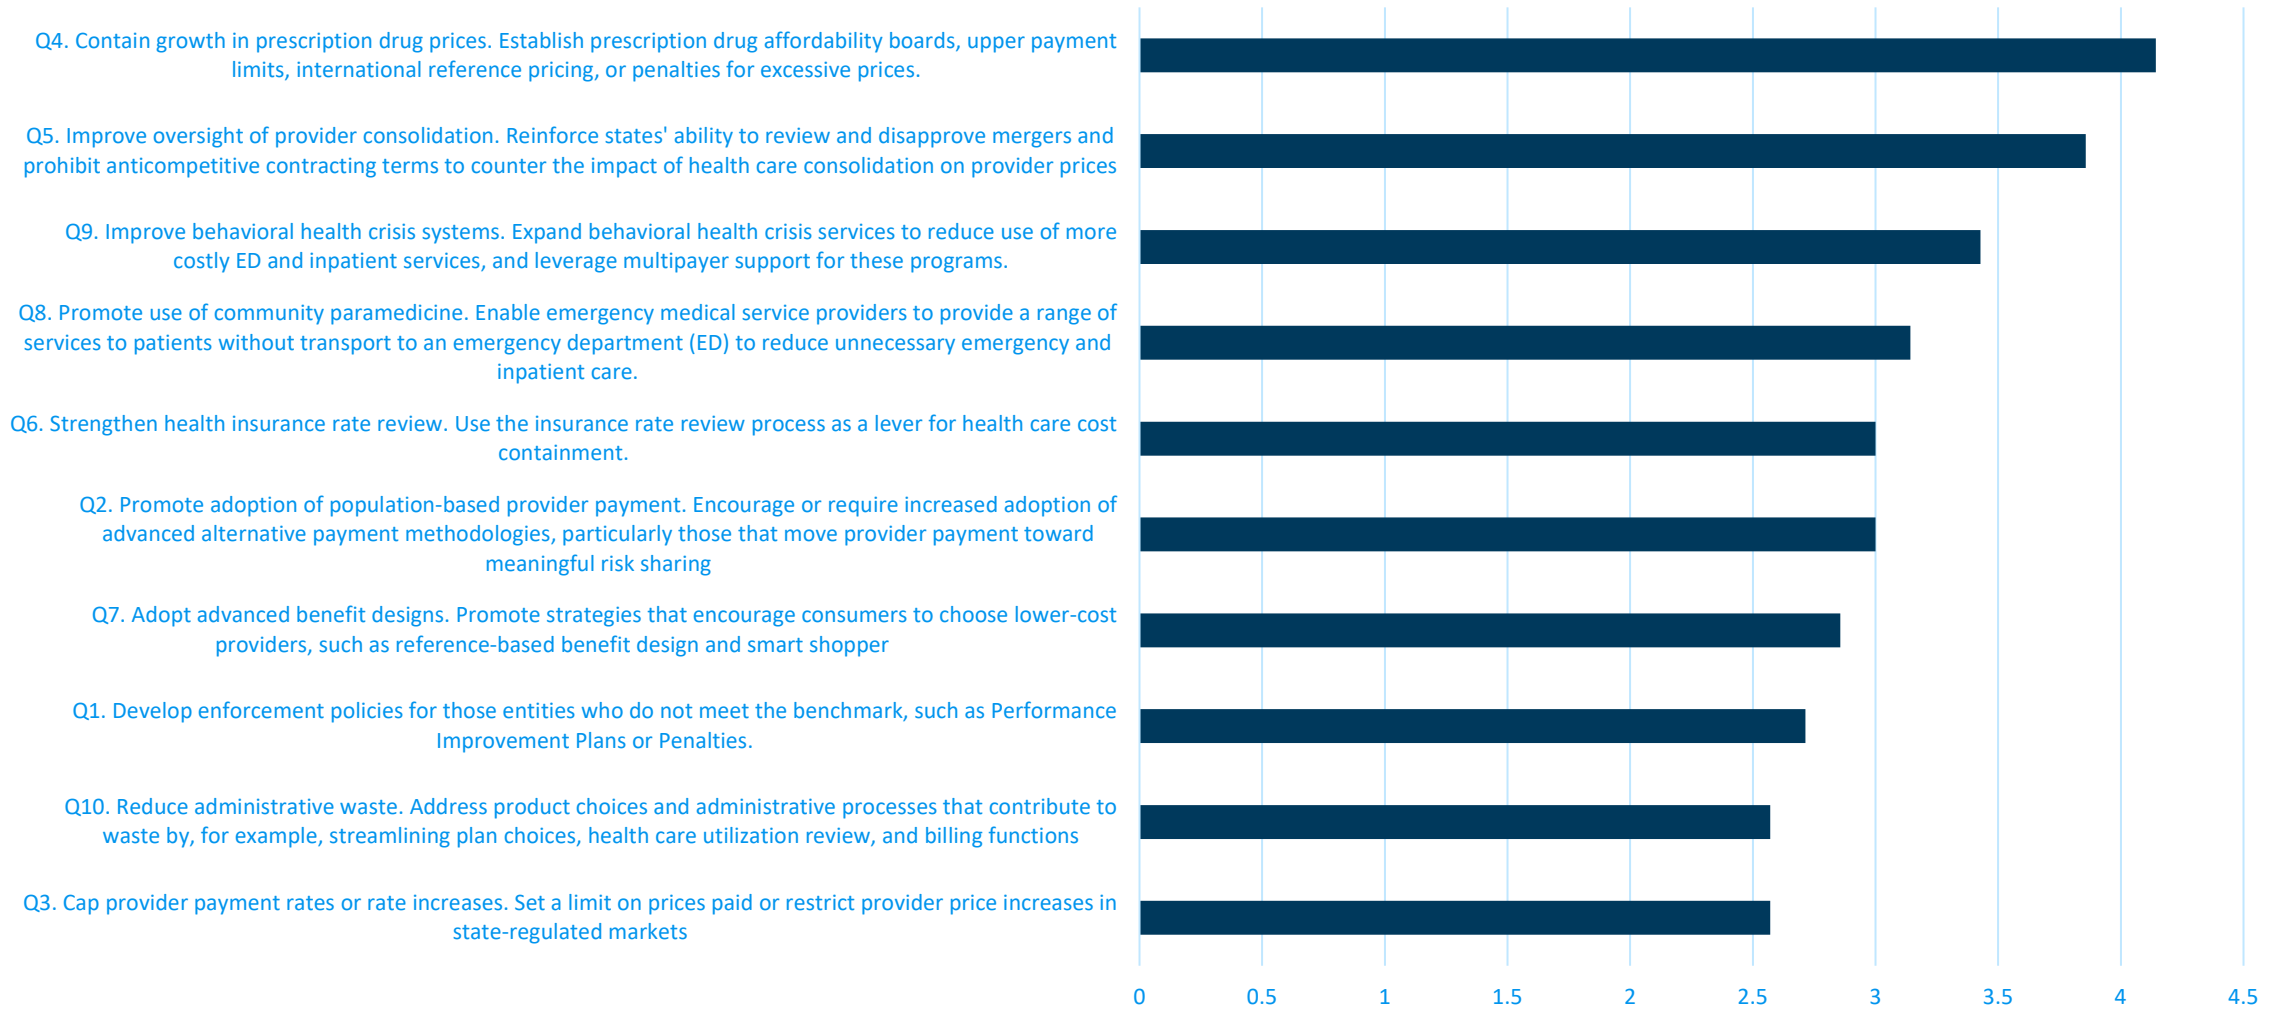 Q4. Contain growth in prescription drug prices. Establish prescription drug affordability boards, upper payment
limits, international reference pricing, or penalties for excessive prices.
Q5. Improve oversight of provider consolidation. Reinforce states' ability to review and disapprove mergers and
prohibit anticompetitive contracting terms to counter the impact of health care consolidation on provider prices
Q9. Improve behavioral health crisis systems. Expand behavioral health crisis services to reduce use of more
costly ED and inpatient services, and leverage multipayer support for these programs.
Q8. Promote use of community paramedicine. Enable emergency medical service providers to provide a range of
services to patients without transport to an emergency department (ED) to reduce unnecessary emergency and
inpatient care.
Q6. Strengthen health insurance rate review. Use the insurance rate review process as a lever for health care cost
containment.
Q2. Promote adoption of population-based provider payment. Encourage or require increased adoption of
advanced alternative payment methodologies, particularly those that move provider payment toward
meaningful risk sharing
Q7. Adopt advanced benefit designs. Promote strategies that encourage consumers to choose lower-cost
providers, such as reference-based benefit design and smart shopper
Q1. Develop enforcement policies for those entities who do not meet the benchmark, such as Performance
Improvement Plans or Penalties.
Q10. Reduce administrative waste. Address product choices and administrative processes that contribute to
waste by, for example, streamlining plan choices, health care utilization review, and billing functions
Q3. Cap provider payment rates or rate increases. Set a limit on prices paid or restrict provider price increases in
state-regulated markets
0 0.5 1 1.5 2 2.5 3 3.5 4 4.5